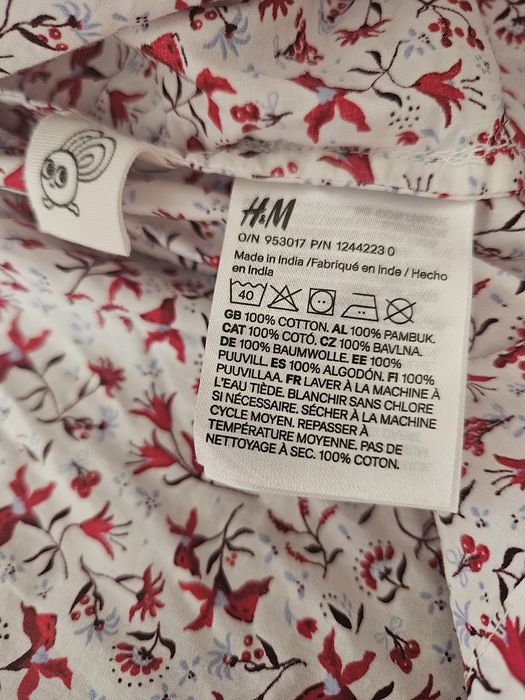 H&M
O/N 953017 P/N 1244223 0
Made in India /Fabriqué en Inde / Hecho
en India
40
GB 100% COTTON. AL 100% PAMBUK.
CAT 100% COTÓ. CZ 100% BAVLNA.
DE 100% BAUMWOLLE. EE 100%
PUUVILL. ES 100% ALGODÓN. FI 100%
PUUVILLAA. FR LAVER À LA MACHINE À
L'EAU TIÈDE. BLANCHIR SANS CHLORE
SI NÉCESSAIRE. SÉCHER À LA MACHINE
CYCLE MOYEN. REPASSER À
TEMPÉRATURE MOYENNE. PAS DE
NETTOYAGE À SEC. 100% COTON.